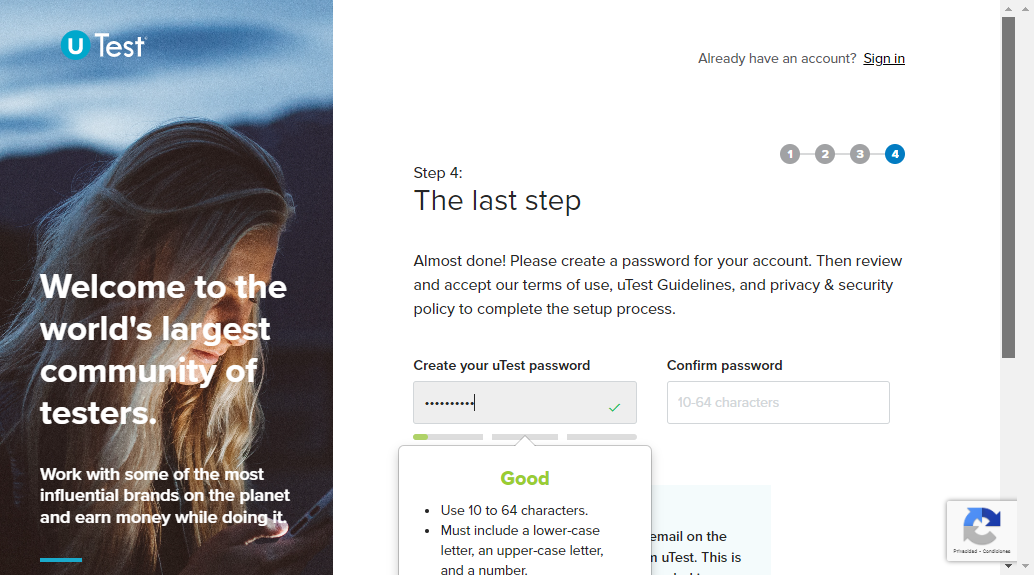 U Test
Already have an account? Sign in
1 2 3 4
Step 4:
The last step
Almost done! Please create a password for your account. Then review
and accept our terms of use, uTest Guidelines, and privacy & security
policy to complete the setup process.
Welcome to the
world's largest
community of
testers.
Work with some of the most
influential brands on the planet
and earn money while doing it.
Create your uTest password
Confirm password
••••••••••
10-64 characters
Good
• Use 10 to 64 characters.
• Must include a lower-case
letter, an upper-case letter,
and a number.
email on the
m uTest. This is
Privacidad - Condiciones